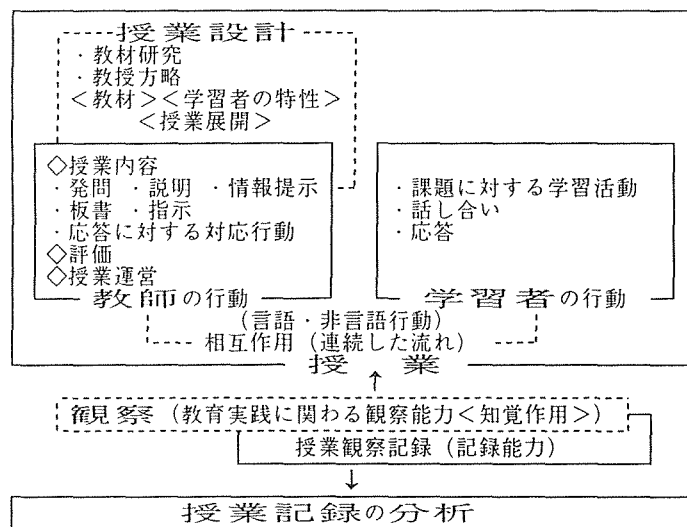 授業設計
・教材研究
・教授方略
＜教材＞＜学習者の特性＞
＜授業展開＞
◇授業内容
・発問 ・説明 ・情報提示
・板書 ・指示
・応答に対する対応行動
◇評価
◇授業運営
教師の行動
・課題に対する学習活動
・話し合い
・応答
学習者の行動
(言語・非言語行動)
相互作用 (連続した流れ)
授 業
↑
観察 (教育実践に関わる観察能力＜知覚作用＞)
授業観察記録 (記録能力)
↓
授業記録の分析